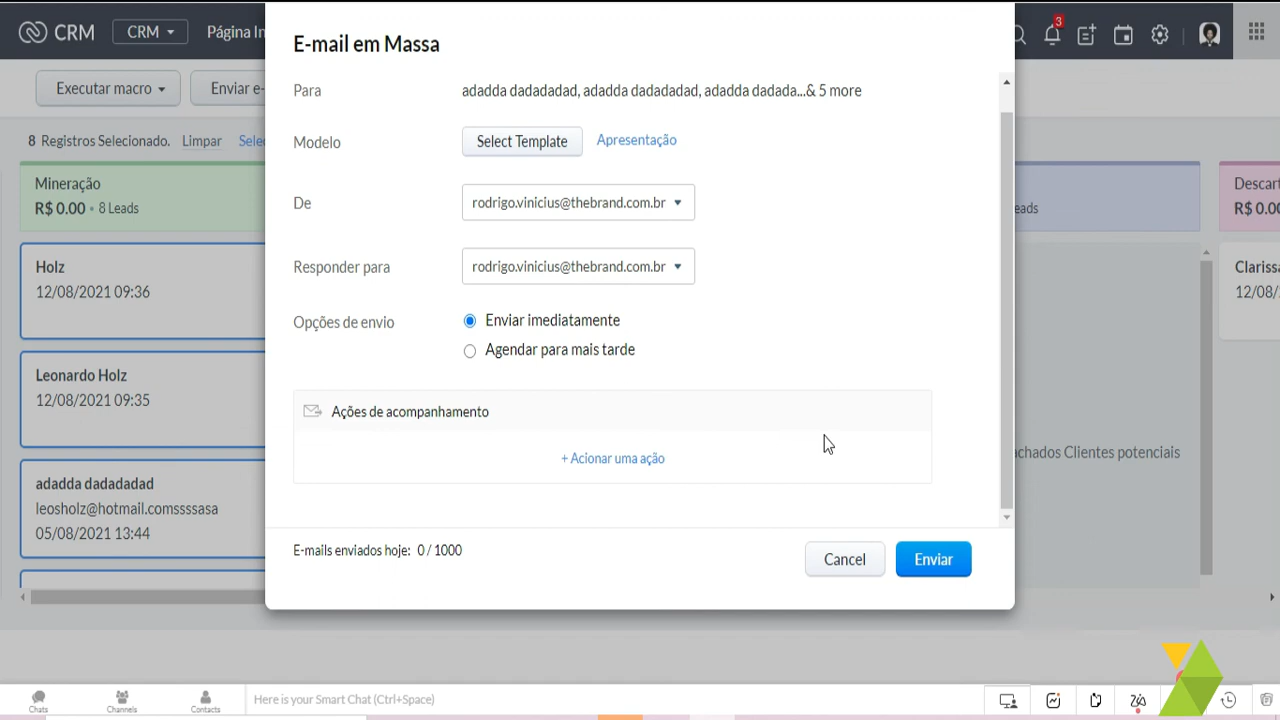 CRM
CRM
Página In
3
E-mail em Massa
Executar macro
Enviar e-
Para
adadda dadadadad, adadda dadadadad, adadda dadada...& 5 more
8 Registros Selecionado.
Limpar
Selec
Modelo
Select Template
Apresentação
Mineração
R$ 0.00 • 8 Leads
De
rodrigo.vinicius@thebrand.com.br
eads
Descart
R$ 0.00
Holz
12/08/2021 09:36
Responder para
rodrigo.vinicius@thebrand.com.br
Clarissa
12/08/
Opções de envio
Enviar imediatamente
Agendar para mais tarde
Leonardo Holz
12/08/2021 09:35
Ações de acompanhamento
+ Acionar uma ação
achados Clientes potenciais
adadda dadadadad
leosholz@hotmail.comssssasa
05/08/2021 13:44
E-mails enviados hoje: 0 / 1000
Cancel
Enviar
Chats
Channels
Contacts
Here is your Smart Chat (Ctrl+Space)